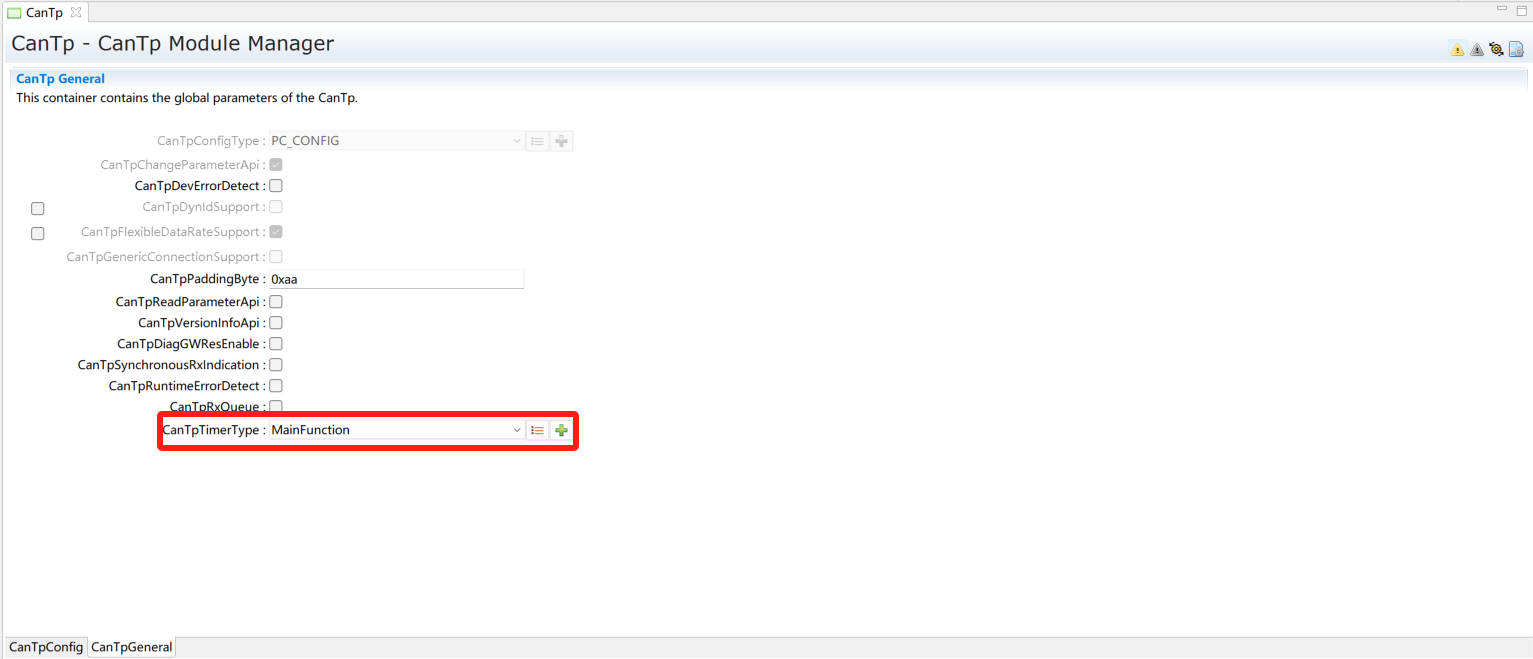 CanTp
CanTp - CanTp Module Manager
CanTp General
This container contains the global parameters of the CanTp.
CanTpConfigType : PC_CONFIG
CanTpChangeParameterApi :
CanTpDevErrorDetect :
CanTpDynIdSupport :
CanTpFlexibleDataRateSupport :
CanTpGenericConnectionSupport :
CanTpPaddingByte : 0xaa
CanTpReadParameterApi :
CanTpVersionInfoApi :
CanTpDiagGWResEnable :
CanTpSynchronousRxIndication :
CanTpRuntimeErrorDetect :
CanTpRxQueue :
CanTpTimerType : MainFunction
CanTpConfig CanTpGeneral